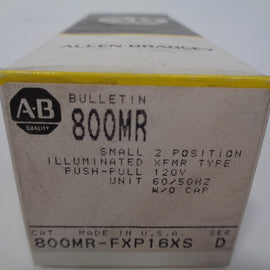 ALLEN-BRADLEY
A-B
QUALITY
BULLETIN
800MR
SMALL 2 POSITION
ILLUMINATED XFMR TYPE
PUSH-PULL 120V
UNIT 60/50HZ
W/O CAP
CAT MADE IN U.S.A. SER
800MR-FXP16XS D